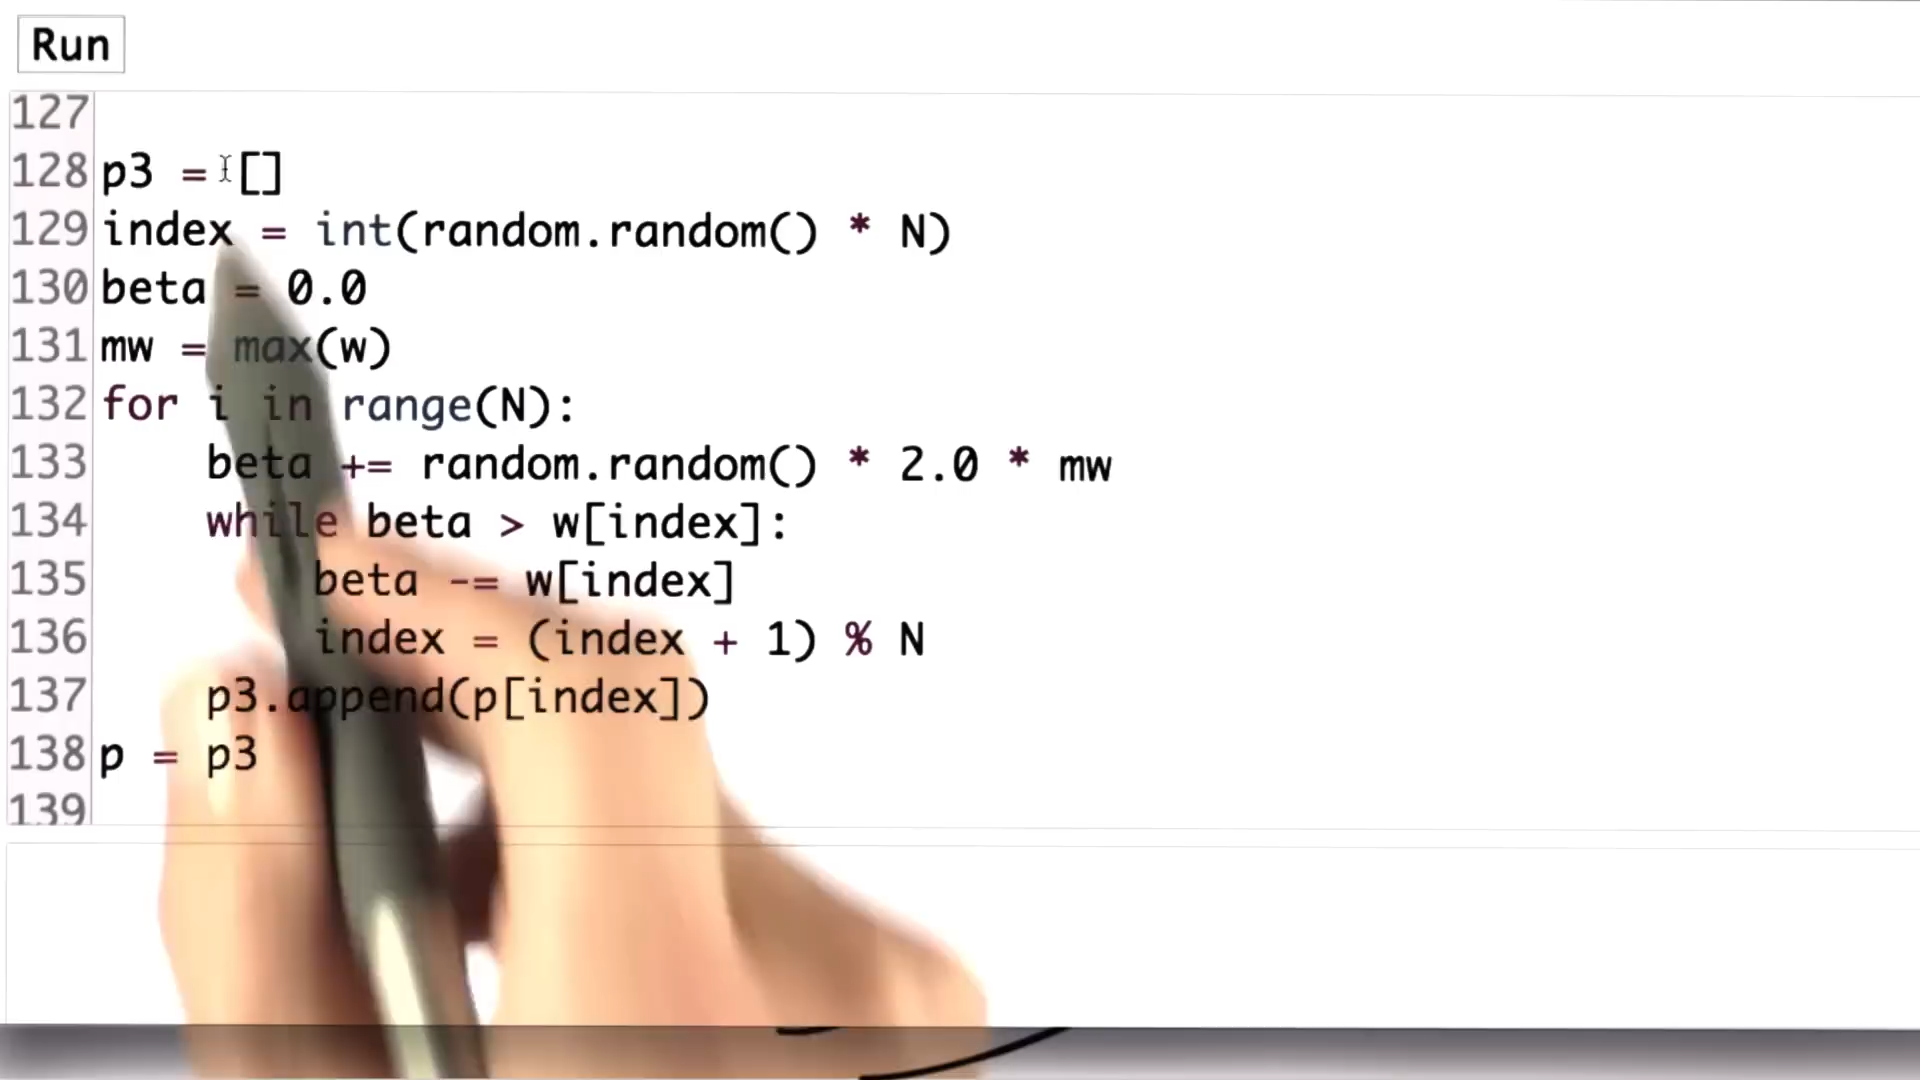 Run
127
128 p3 = []
129 index = int(random.random() * N)
130 beta = 0.0
131 mw = max(w)
132 for i in range(N):
133     beta += random.random() * 2.0 * mw
134     while beta > w[index]:
135         beta -= w[index]
136         index = (index + 1) % N
137     p3.append(p[index])
138 p = p3
139